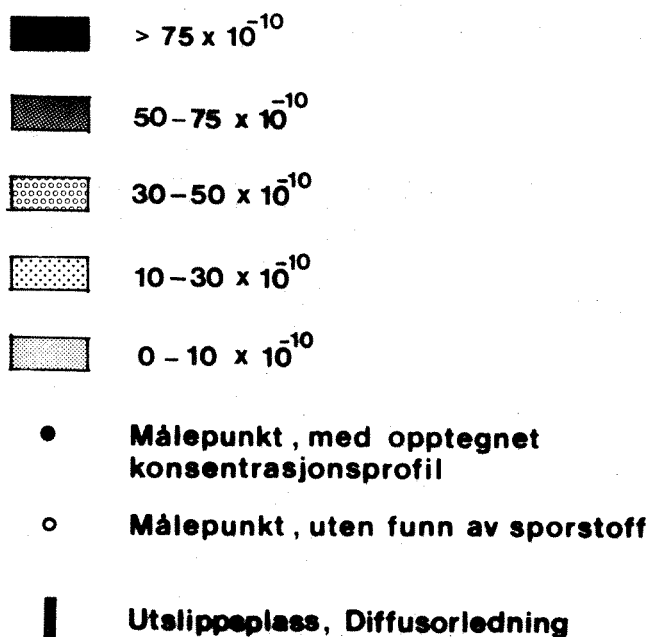 > 75 x 10⁻¹⁰
50–75 x 10⁻¹⁰
30–50 x 10⁻¹⁰
10–30 x 10⁻¹⁰
0 – 10 x 10⁻¹⁰
Målepunkt , med opptegnet
konsentrasjonsprofil
Målepunkt , uten funn av sporstoff
Utslippsplass, Diffusorledning